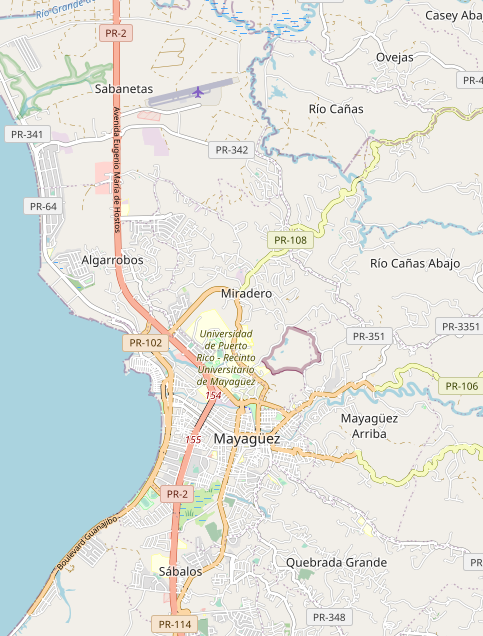 Casey Aba
Río Grande d
PR-2
Ovejas
PR-4
Sabanetas
Río Cañas
PR-341
Avenida Eugenio María de Hostos
PR-342
PR-64
PR-108
Algarrobos
Río Cañas Abajo
Miradero
PR-3351
PR-351
Universidad
de Puerto
Rico - Recinto
Universitario
de Mayagüez
PR-102
PR-106
154
Mayagüez
Arriba
155
Mayagüez
PR-2
Boulevard Guanajibo
Quebrada Grande
Sábalos
PR
PR-348
PR-114